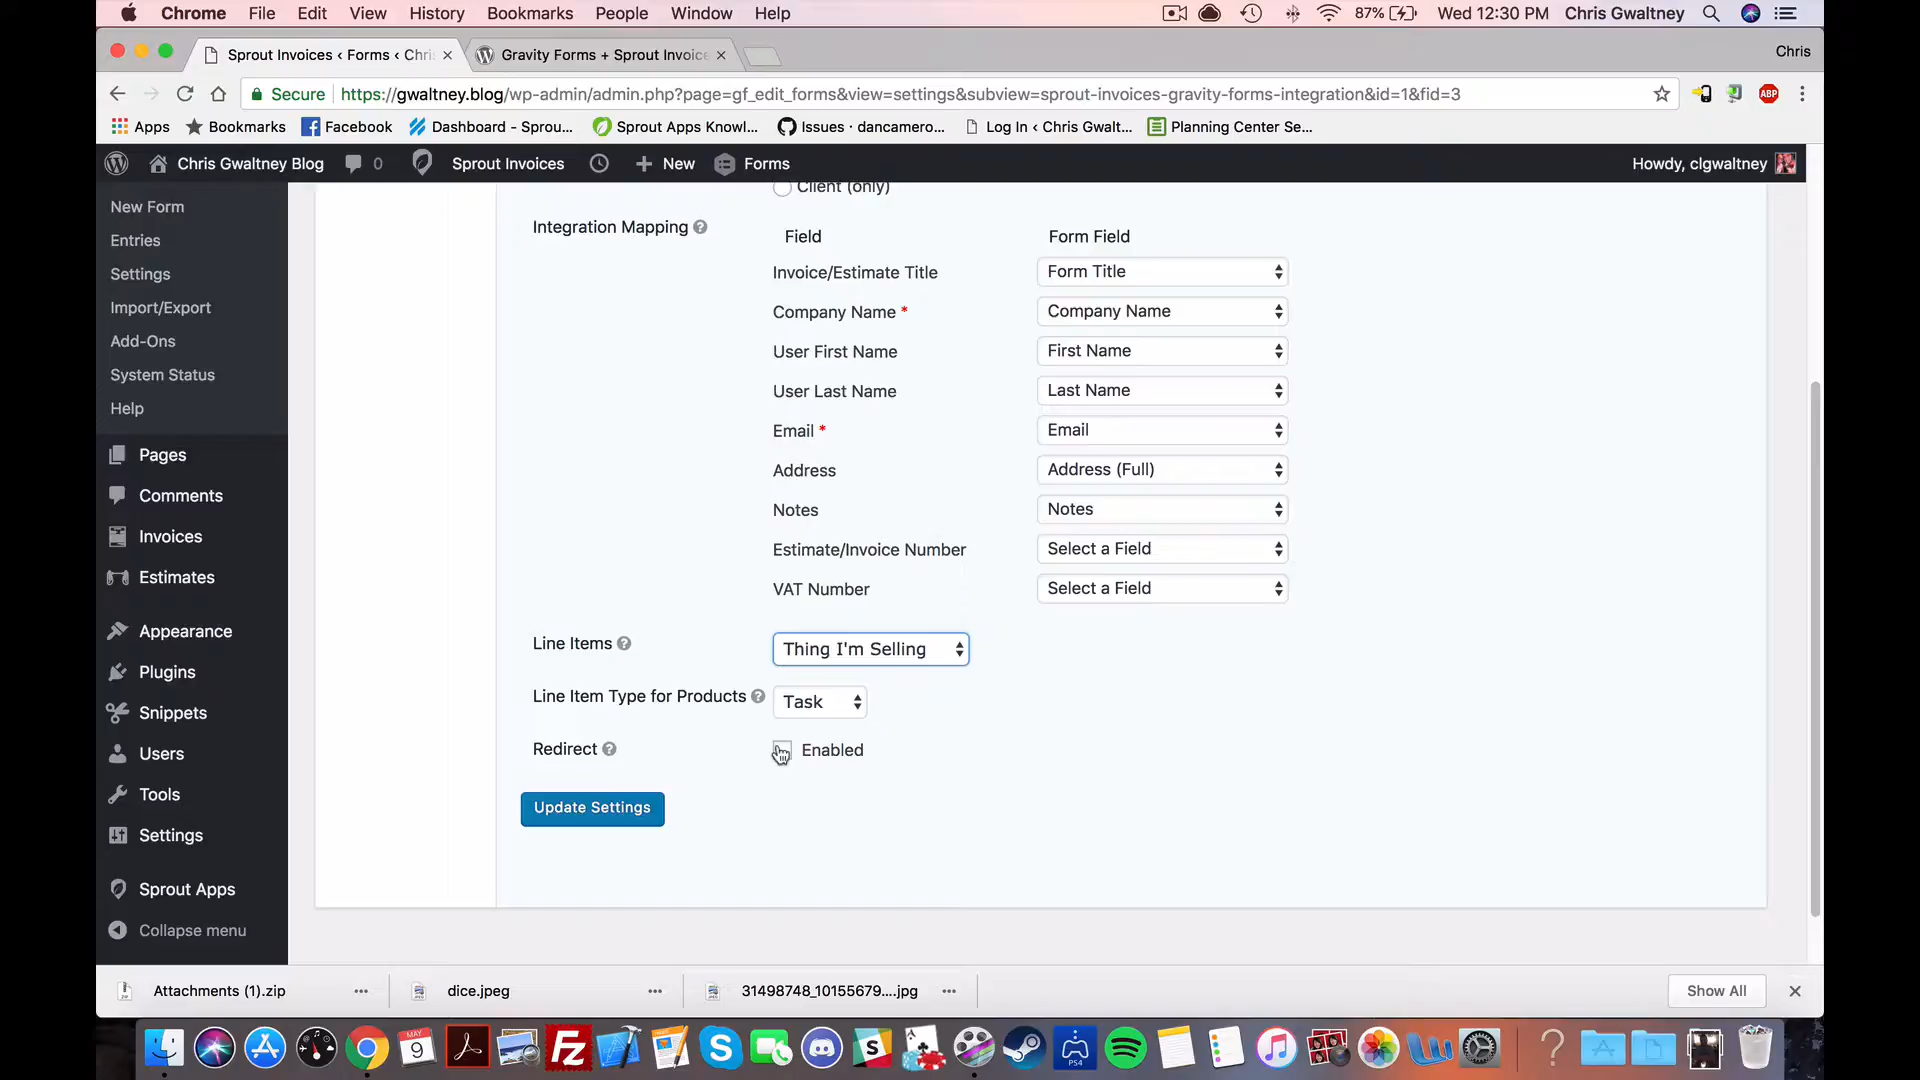 Chrome File Edit View History Bookmarks People Window Help 87% Wed 12:30 PM Chris Gwaltney
Sprout Invoices ‹ Forms ‹ Chri × Gravity Forms + Sprout Invoic × Chris
Secure https://gwaltney.blog/wp-admin/admin.php?page=gf_edit_forms&view=settings&subview=sprout-invoices-gravity-forms-integration&id=1&fid=3 ABP
Apps Bookmarks Facebook Dashboard - Sprou... Sprout Apps Knowl... Issues · dancamero... Log In ‹ Chris Gwalt... Planning Center Se...
Chris Gwaltney Blog 0 Sprout Invoices New Forms Howdy, clgwaltney
New Form
Entries
Settings
Import/Export
Add-Ons
System Status
Help
Pages
Comments
Invoices
Estimates
Appearance
Plugins
Snippets
Users
Tools
Settings
Sprout Apps
Collapse menu
Client (only)
Integration Mapping ?
Field Form Field
Invoice/Estimate Title Form Title
Company Name * Company Name
User First Name First Name
User Last Name Last Name
Email * Email
Address Address (Full)
Notes Notes
Estimate/Invoice Number Select a Field
VAT Number Select a Field
Line Items ? Thing I'm Selling
Line Item Type for Products ? Task
Redirect ? Enabled
Update Settings
Attachments (1).zip ... dice.jpeg ... 31498748_10155679....jpg ... Show All
MAY
9
Fz
S
PS4
?